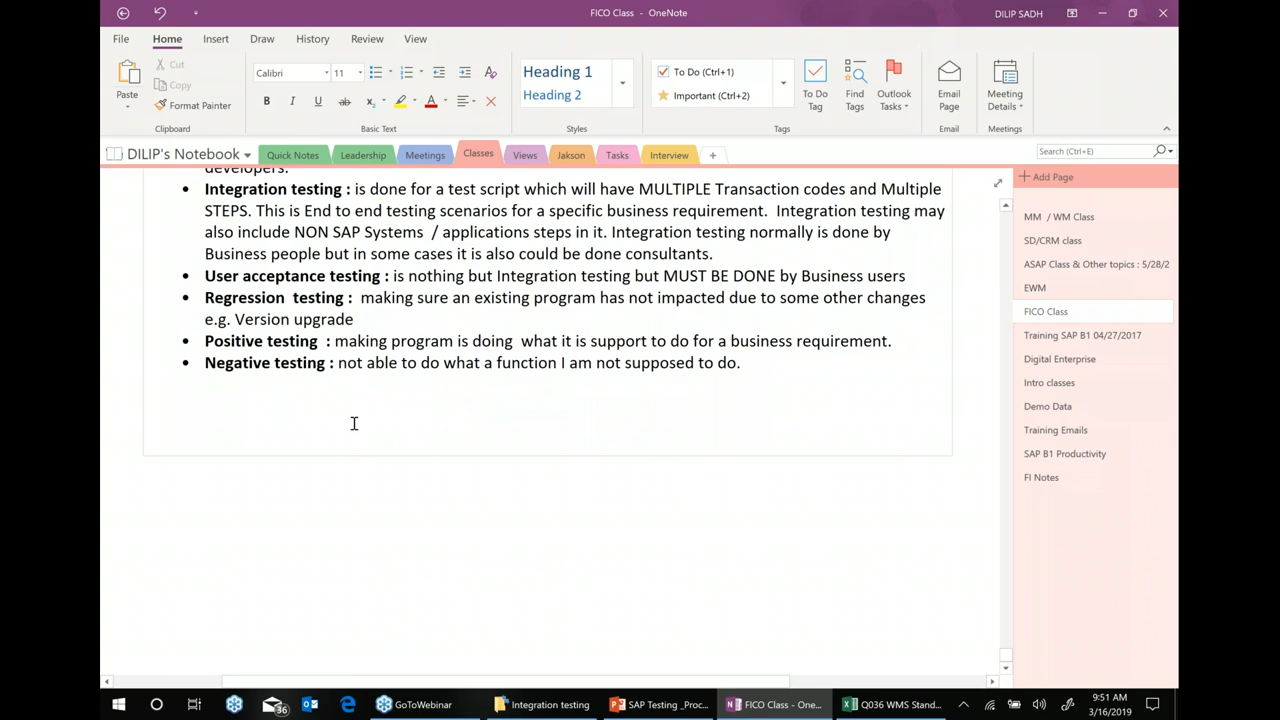 FICO Class - OneNote
DILIP SADH
File Home Insert Draw History Review View
Paste
Cut
Copy
Format Painter
Clipboard
Calibri 11
B I U ab x₂ A
Basic Text
Heading 1
Heading 2
Styles
To Do (Ctrl+1)
Important (Ctrl+2)
To Do Tag
Find Tags
Outlook Tasks
Tags
Email Page
Email
Meeting Details
Meetings
DILIP's Notebook Quick Notes Leadership Meetings Classes Views Jakson Tasks Interview
Search (Ctrl+E)
developers.
• Integration testing : is done for a test script which will have MULTIPLE Transaction codes and Multiple
STEPS. This is End to end testing scenarios for a specific business requirement. Integration testing may
also include NON SAP Systems / applications steps in it. Integration testing normally is done by
Business people but in some cases it is also could be done consultants.
• User acceptance testing : is nothing but Integration testing but MUST BE DONE by Business users
• Regression testing : making sure an existing program has not impacted due to some other changes
e.g. Version upgrade
• Positive testing : making program is doing what it is support to do for a business requirement.
• Negative testing : not able to do what a function I am not supposed to do.
Add Page
MM / WM Class
SD/CRM class
ASAP Class & Other topics : 5/28/2
EWM
FICO Class
Training SAP B1 04/27/2017
Digital Enterprise
Intro classes
Demo Data
Training Emails
SAP B1 Productivity
FI Notes
36
GoToWebinar
Integration testing
SAP Testing _Proc...
FICO Class - One...
Q036 WMS Stand...
9:51 AM
3/16/2019